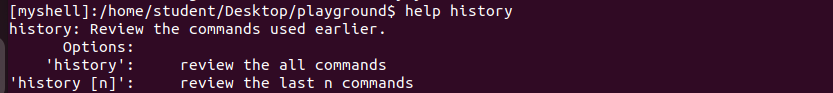 [myshell]:/home/student/Desktop/playground$ help history
history: Review the commands used earlier.
Options:
'history': review the all commands
'history [n]': review the last n commands